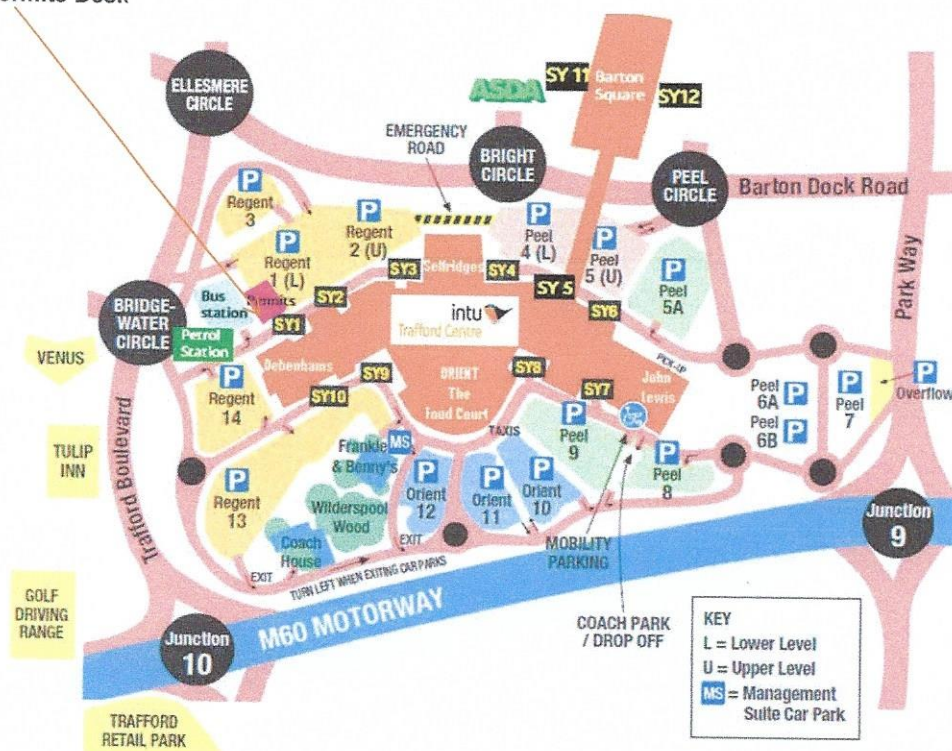 ermits Desk
ELLESMERE
CIRCLE
ASDA
SY 11
Barton
Square
SY12
EMERGENCY
ROAD
BRIGHT
CIRCLE
PEEL
CIRCLE
Barton Dock Road
Park Way
P
Regent
3
P
Regent
1 (L)
P
Regent
2 (U)
Selfridges
P
Peel
4 (L)
P
Peel
5 (U)
P
Peel
5A
SY3
SY4
SY 5
SY6
SY2
SY1
Bus
station
Permits
BRIDGE-
WATER
CIRCLE
Petrol
Station
intu
Trafford Centre
VENUS
Debenhams
ORIENT
The
Food Court
SY9
SY10
SY8
SY7
PICK-UP
John
Lewis
P
Regent
14
Peel
6A
P
Peel
6B
P
P
Peel
7
P
Overflow
TULIP
INN
Trafford Boulevard
TAXIS
P
Peel
9
P
Peel
8
Frankie
& Benny's
MS
P
Regent
13
Wilderspool
Wood
P
Orient
12
P
Orient
11
P
Orient
10
Coach
House
EXIT
EXIT
TURN LEFT WHEN EXITING CAR PARKS
MOBILITY
PARKING
COACH PARK
/ DROP OFF
Junction
9
GOLF
DRIVING
RANGE
M60 MOTORWAY
Junction
10
KEY
L = Lower Level
U = Upper Level
MS = Management
Suite Car Park
TRAFFORD
RETAIL PARK